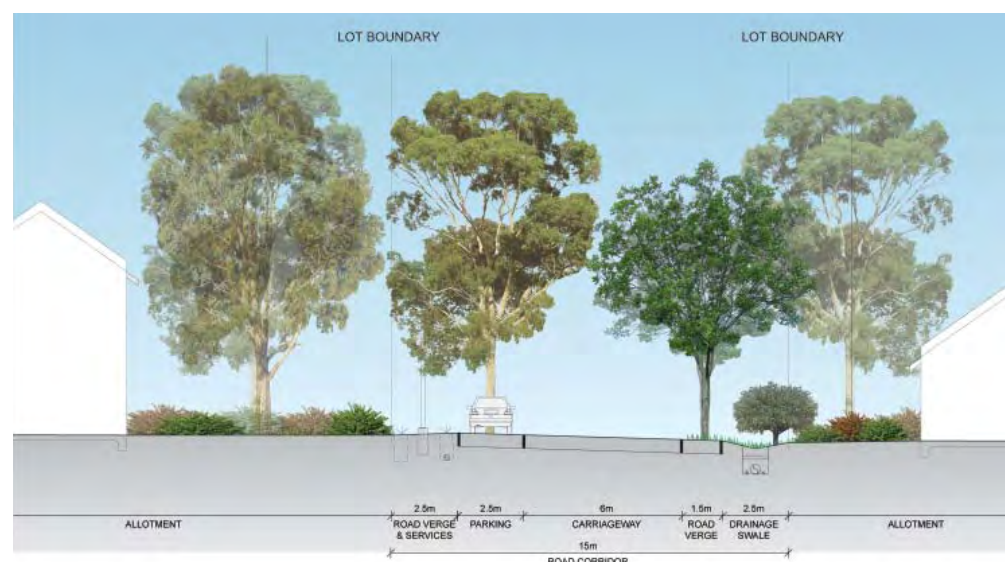 LOT BOUNDARY
LOT BOUNDARY
2.5m
2.5m
6m
1.5m
2.5m
ALLOTMENT
ROAD VERGE
& SERVICES
PARKING
CARRIAGEWAY
ROAD
VERGE
DRAINAGE
SWALE
ALLOTMENT
15m
ROAD CORRIDOR